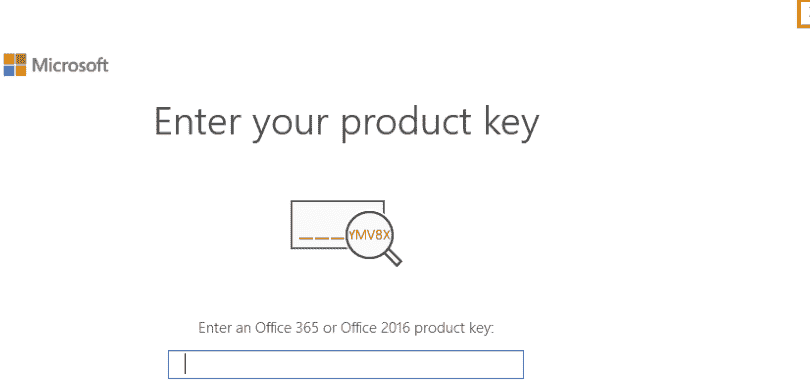 Microsoft
Enter your product key
YMV8X
Enter an Office 365 or Office 2016 product key: